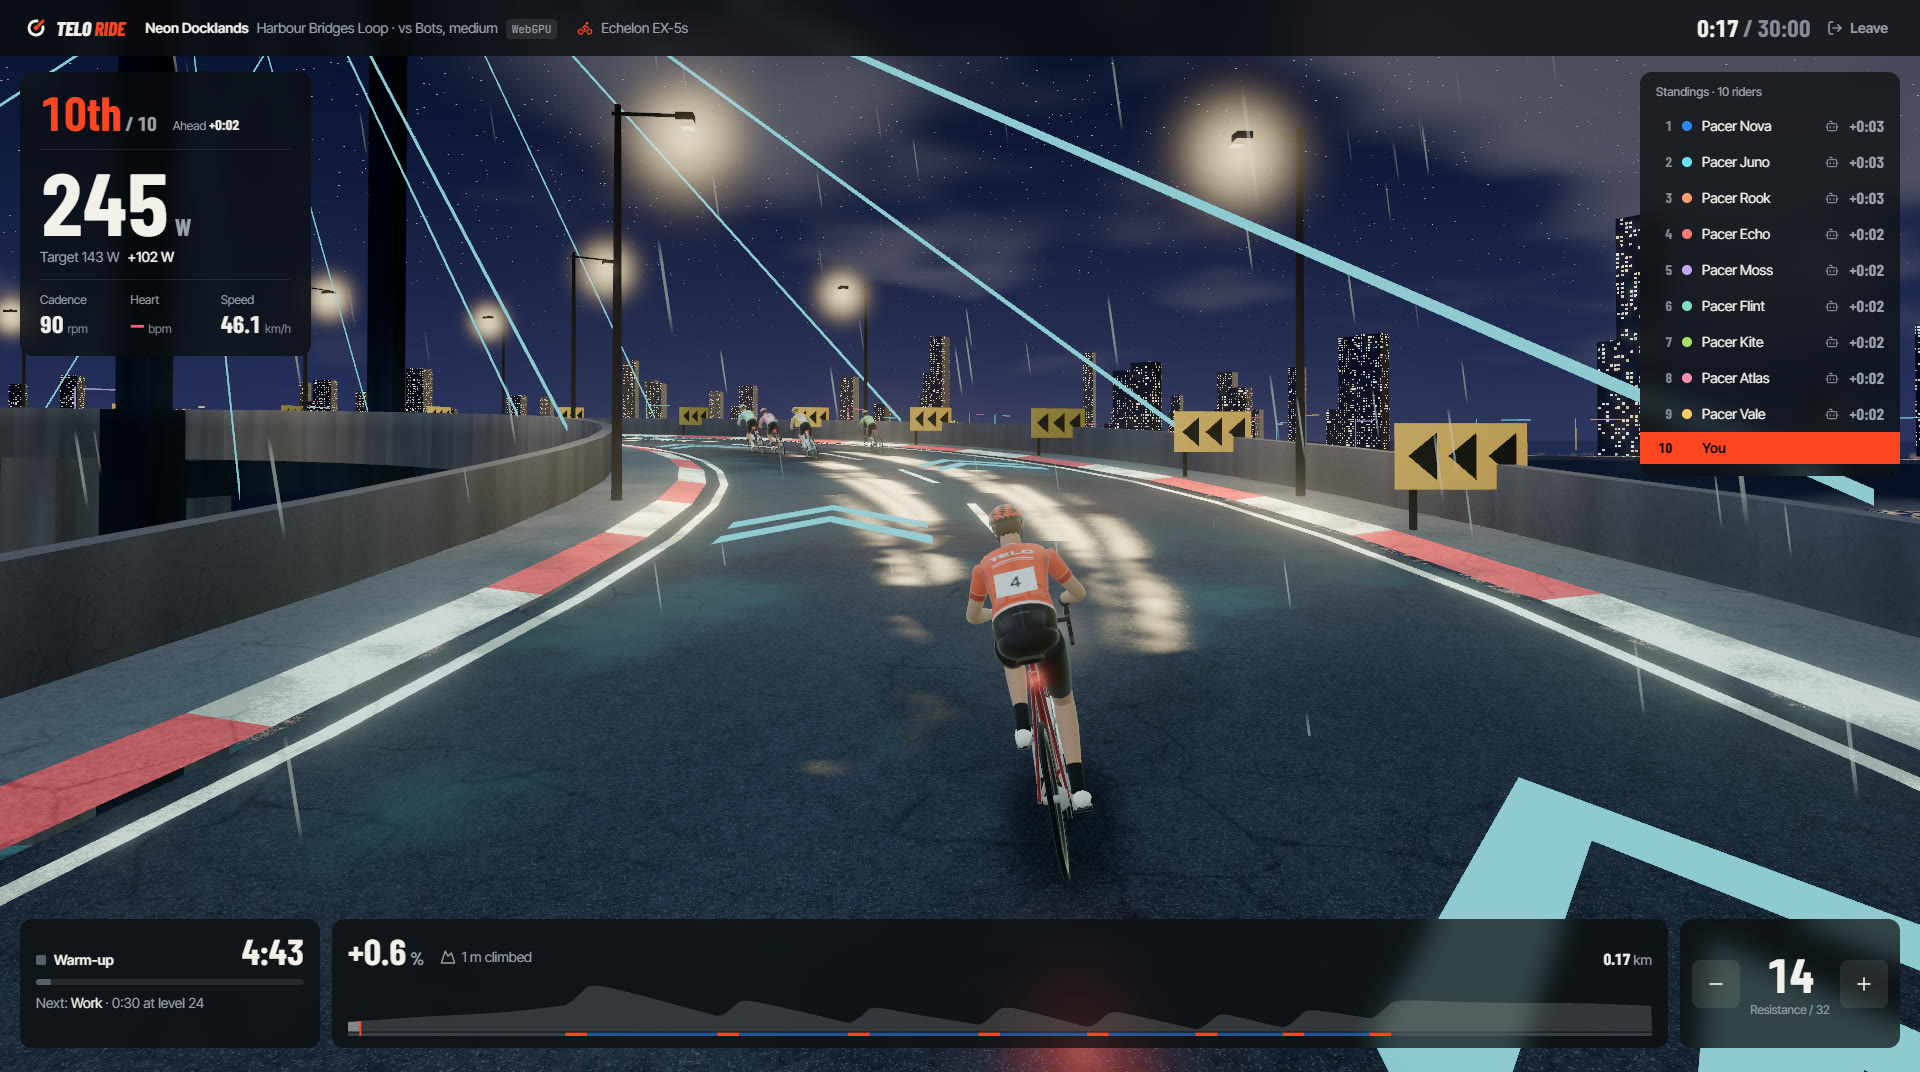 TELO RIDE Neon Docklands Harbour Bridges Loop · vs Bots, medium WebGPU Echelon EX-5s 0:17 / 30:00 Leave
10th / 10 Ahead +0:02
245 W
Target 143 W +102 W
Cadence Heart Speed
90 rpm — bpm 46.1 km/h
Standings · 10 riders
1 Pacer Nova +0:03
2 Pacer Juno +0:03
3 Pacer Rook +0:03
4 Pacer Echo +0:02
5 Pacer Moss +0:02
6 Pacer Flint +0:02
7 Pacer Kite +0:02
8 Pacer Atlas +0:02
9 Pacer Vale +0:02
10 You
TELO
4
Warm-up 4:43
Next: Work · 0:30 at level 24
+0.6 % 1 m climbed 0.17 km
− 14 +
Resistance / 32